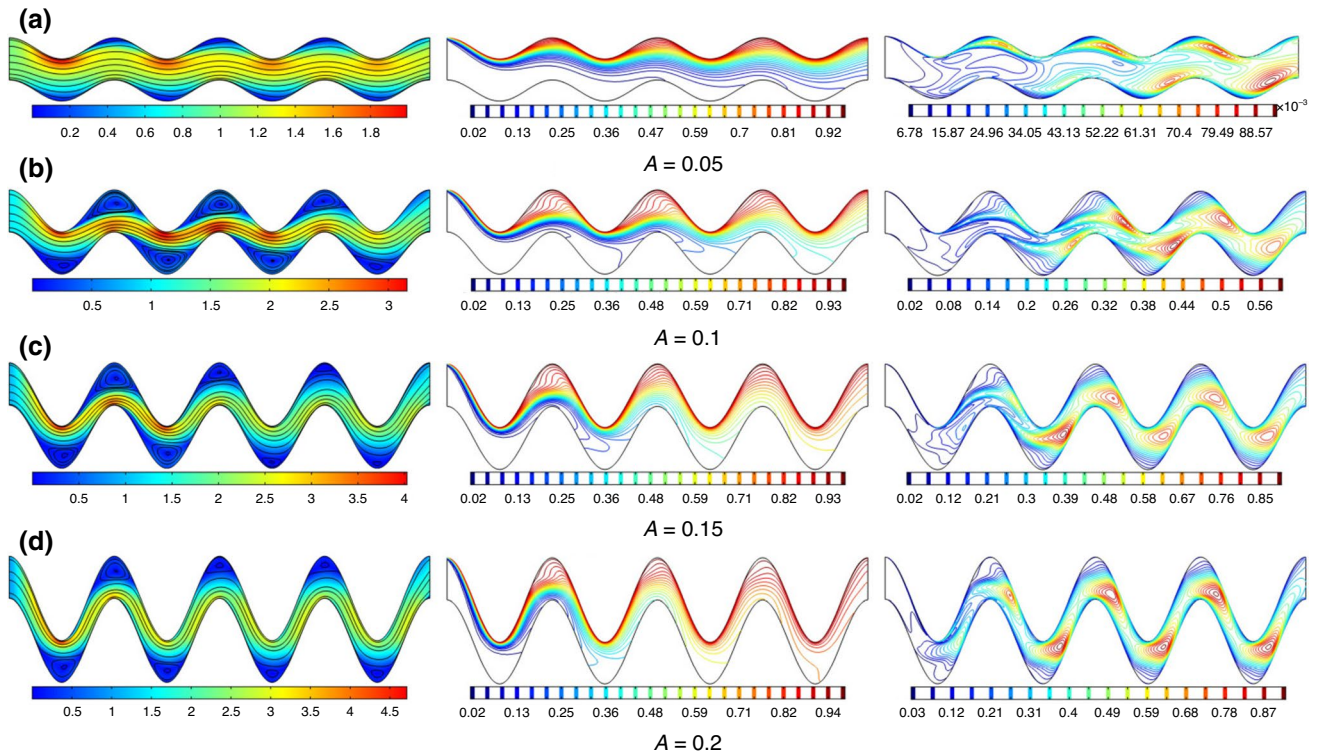 (a)
0.2 0.6 0.8 1 1.2 1.4 1.6 1.8
0.02 0.13 0.25 0.36 0.47 0.59 0.7 0.81 0.92
×10⁻³
6.78 15.87 24.96 34.05 43.13 52.22 61.31 70.4 79.49 88.57
A = 0.05
(b)
0.5 1 1.5 2 2.5 3
0.02 0.13 0.25 0.36 0.48 0.59 0.71 0.82 0.93
0.02 0.08 0.14 0.2 0.26 0.32 0.38 0.44 0.5 0.56
A = 0.1
(c)
0.5 1 1.5 2 2.5 3 3.5 4
0.02 0.13 0.25 0.36 0.48 0.59 0.71 0.82 0.93
0.02 0.12 0.21 0.3 0.39 0.48 0.58 0.67 0.76 0.85
A = 0.15
(d)
0.5 1 1.5 2 2.5 3 3.5 4 4.5
0.02 0.13 0.25 0.36 0.48 0.59 0.71 0.82 0.94
0.03 0.12 0.21 0.31 0.4 0.49 0.59 0.68 0.78 0.87
A = 0.2